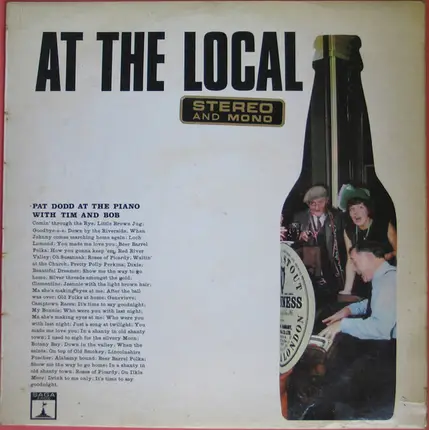 AT THE LOCAL
STEREO
AND MONO
PAT DODD AT THE PIANO
WITH TIM AND BOB
Comin' through the Rye; Little Brown Jug;
Goodbye-e-e; Down by the Riverside; When
Johnny comes marching home again; Loch
Lomond; You made me love you; Beer Barrel
Polka; How you gonna keep 'em; Red River
Valley; Oh Susannah; Roses of Picardy; Waitin'
at the Church; Pretty Polly Perkins; Dixie;
Beautiful Dreamer; Show me the way to go
home; Silver threads amongst the gold;
Clementine; Jeannie with the light brown hair;
Ma she's making eyes at me; After the ball
was over; Old Folks at home; Genevieve;
Camptown Races; It's time to say goodnight;
My Bonnie; Who were you with last night;
Ma she's making eyes at me; Who were you
with last night; Just a song at twilight; You
made me love you; In a shanty in old shanty
town; I used to sigh for the silvery Moon;
Botany Bay; Down in the valley; When the
saints; On top of Old Smokey; Lincolnshire
Poacher; Alabamy bound; Beer Barrel Polka;
Show me the way to go home; In a shanty in
old shanty town; Roses of Picardy; On Ilkla
Moor; Drink to me only; It's time to say
goodnight.
STOUT
NNESS
LONDON
SAGA